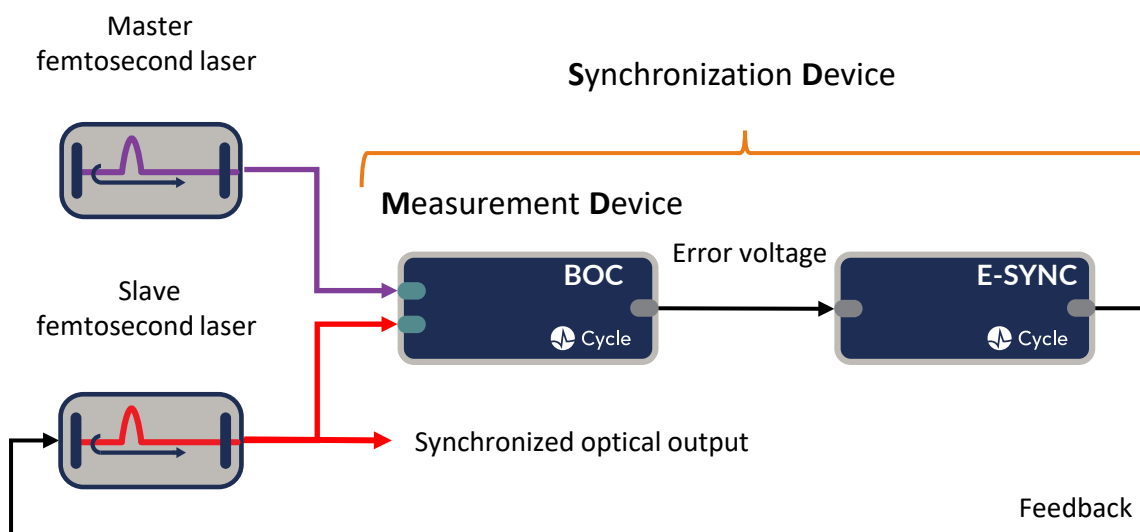 Master
femtosecond laser
Synchronization Device
Measurement Device
Error voltage
BOC
Cycle
E-SYNC
Cycle
Slave
femtosecond laser
Synchronized optical output
Feedback